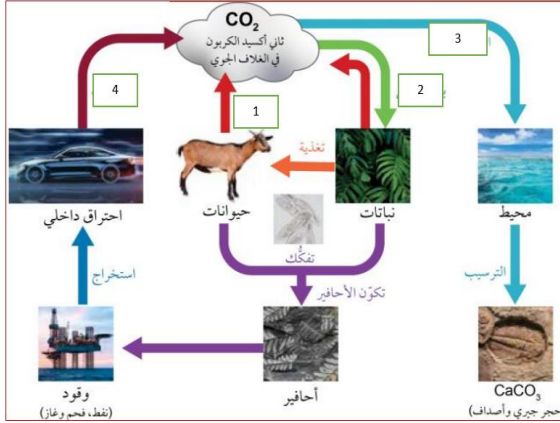 CO₂
ثاني أكسيد الكربون
في الغلاف الجوي
3
4
1
2
تغذية
احتراق داخلي
حيوانات
نباتات
محيط
تفكُّك
استخراج
الترسيب
تكوّن الأحافير
وقود
(نفط، فحم وغاز)
أحافير
CaCO₃
(حجر جيري وأصداف)